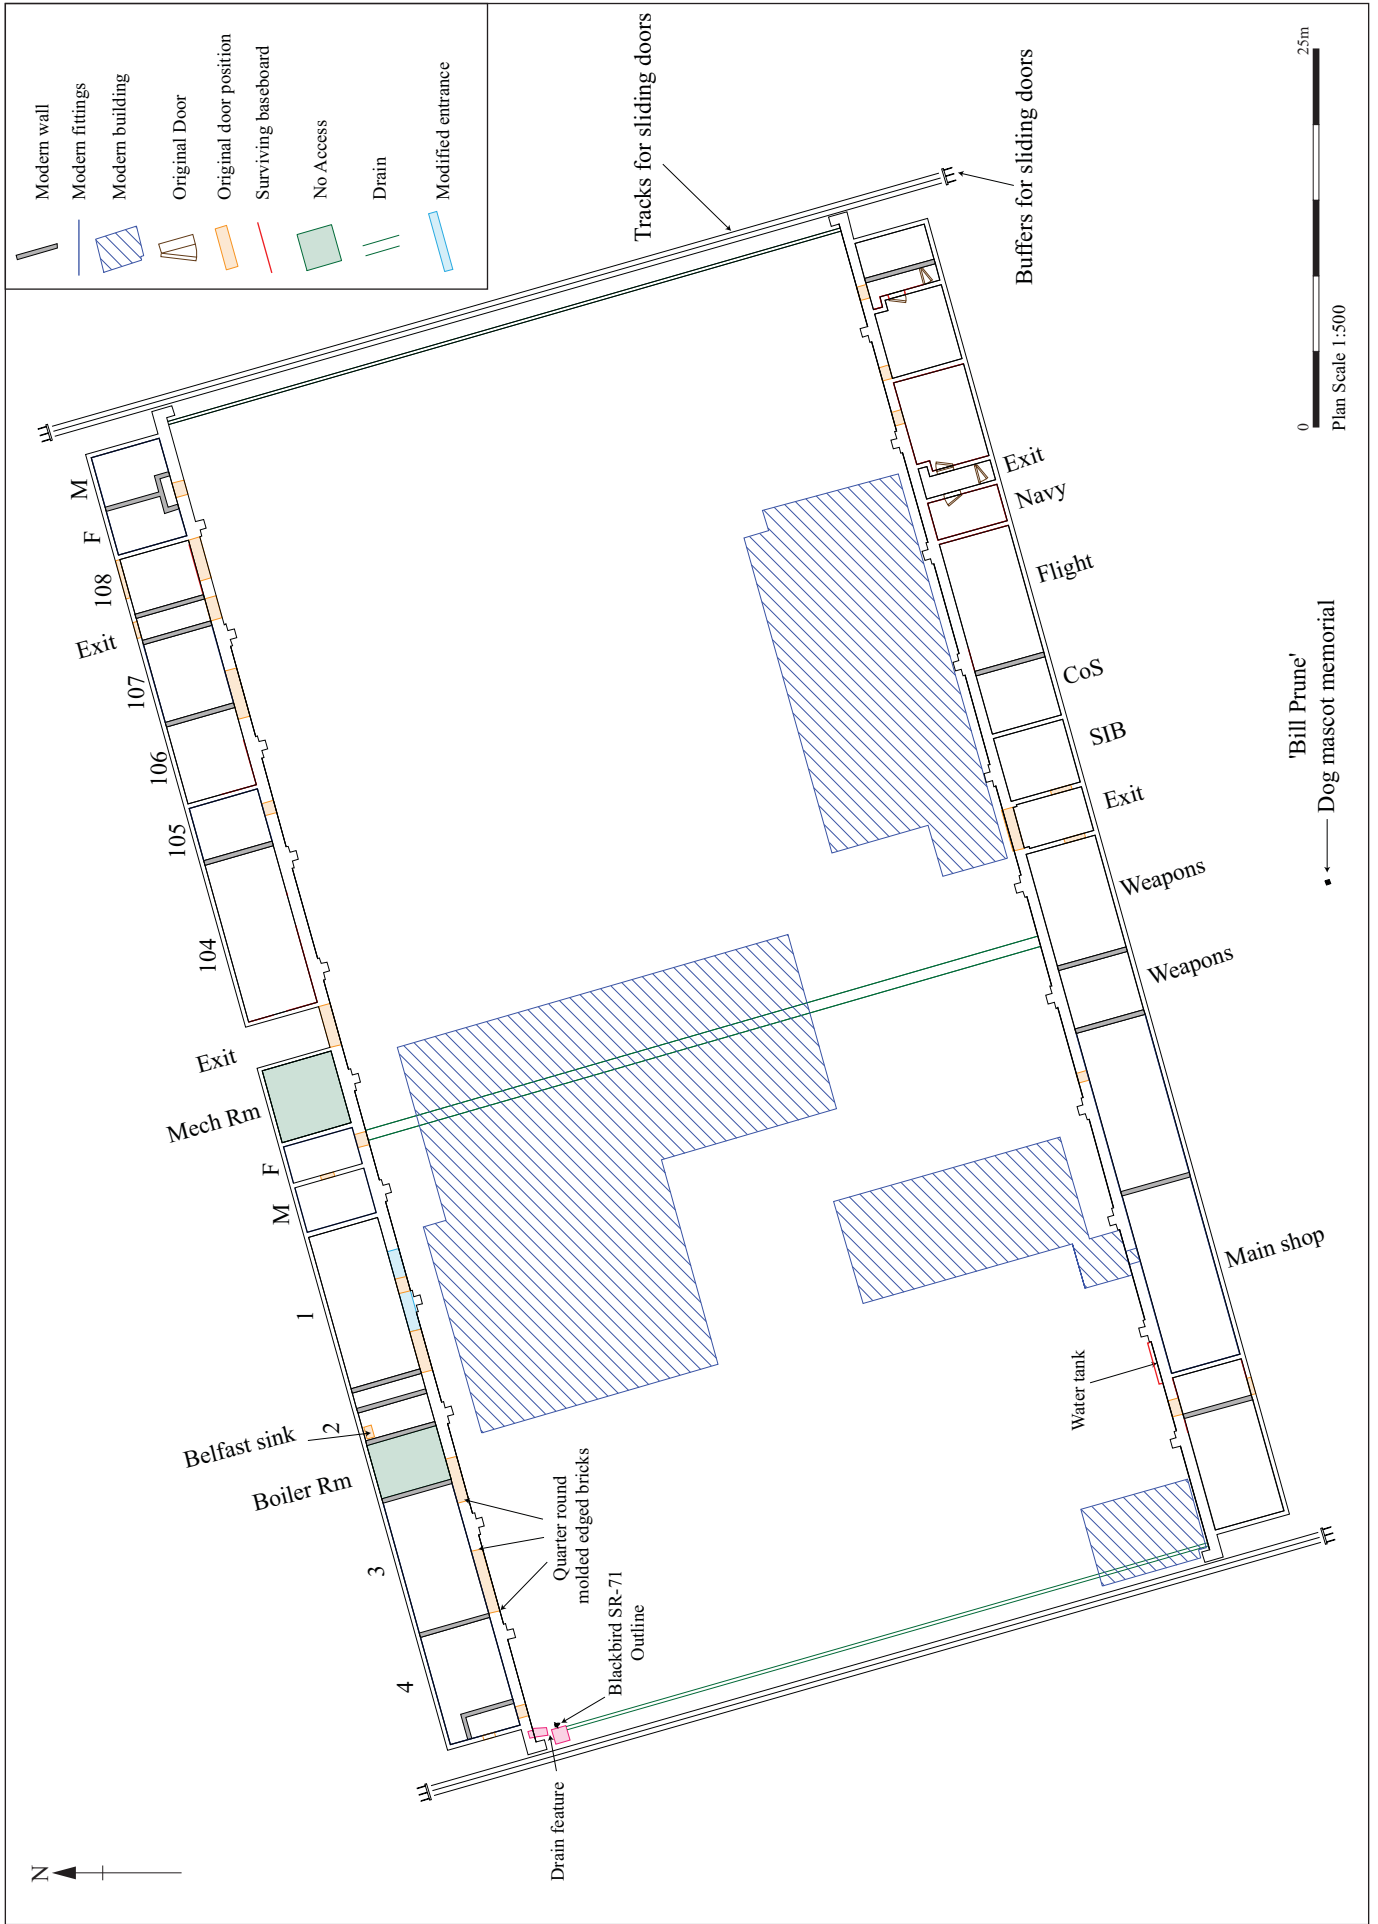 Modern wall
Modern fittings
Modern building
Original Door
Original door position
Surviving baseboard
No Access
Drain
Modified entrance
N
4
3
Boiler Rm
Belfast sink
2
1
M
F
Mech Rm
Exit
104
105
106
107
Exit
108
F
M
Tracks for sliding doors
Buffers for sliding doors
Drain feature
Blackbird SR-71
Outline
Quarter round
molded edged bricks
Water tank
Main shop
Weapons
Weapons
Exit
SIB
CoS
Flight
Navy
Exit
'Bill Prune'
Dog mascot memorial
0
25m
Plan Scale 1:500